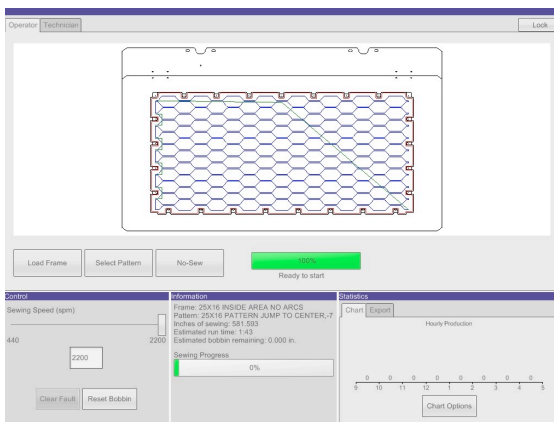 Operator Technician Lock
Load Frame Select Pattern No-Sew 100%
Ready to start
Control
Sewing Speed (spm)
440 2200
2200
Clear Fault Reset Bobbin
Information
Frame: 25X16 INSIDE AREA NO ARCS
Pattern: 25X16 PATTERN JUMP TO CENTER,-7
Inches of sewing: 581.593
Estimated run time: 1:43
Estimated bobbin remaining: 0.000 in.
Sewing Progress
0%
Statistics
Chart Export
Hourly Production
0 0 0 0 0 0 0 0
9 10 11 12 1 2 3 4 5
Chart Options